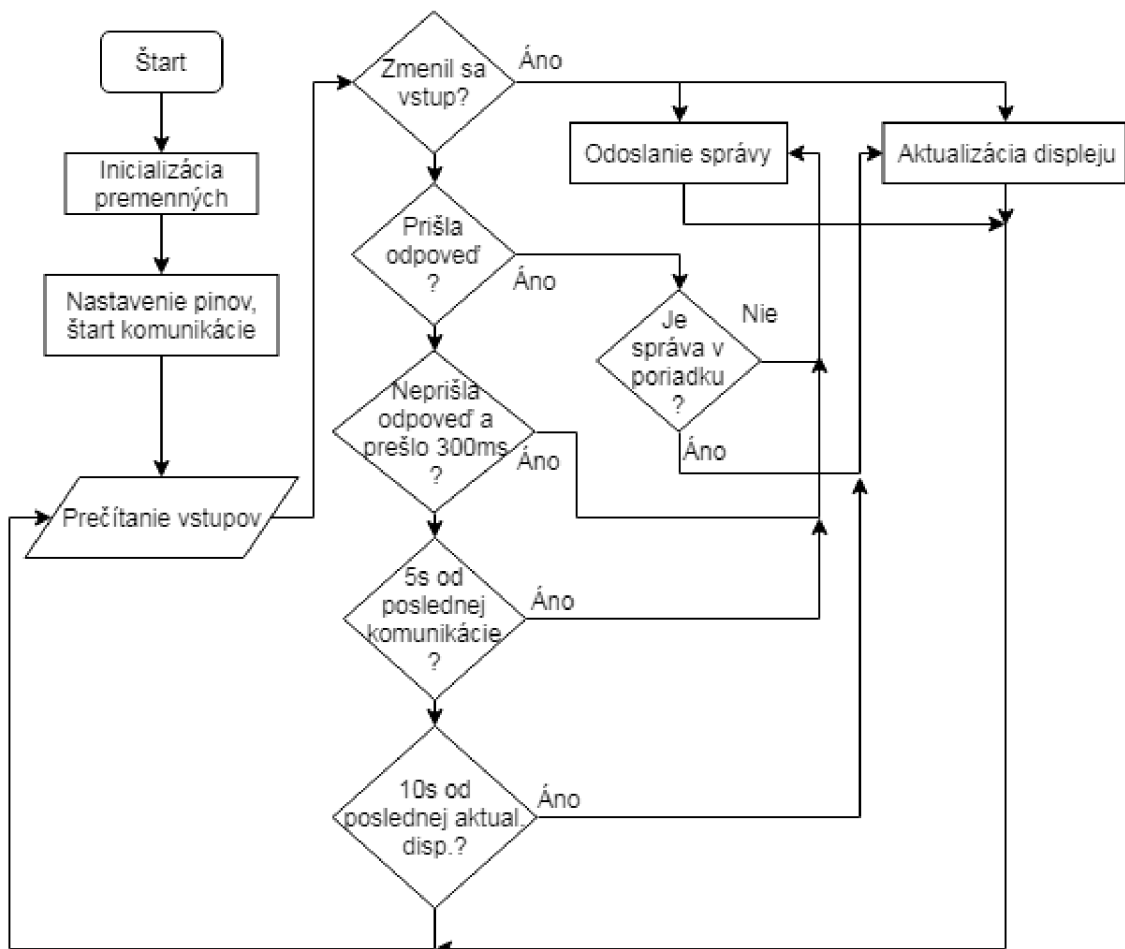 Štart
Inicializácia
premenných
Nastavenie pinov,
štart komunikácie
Prečítanie vstupov
Zmenil sa
vstup?
Áno
Odoslanie správy
Aktualizácia displeju
Prišla
odpoveď
?
Áno
Je
správa v
poriadku
?
Nie
Áno
Neprišla
odpoveď a
prešlo 300ms
?
Áno
5s od
poslednej
komunikácie
?
Áno
10s od
poslednej aktual.
disp.?
Áno